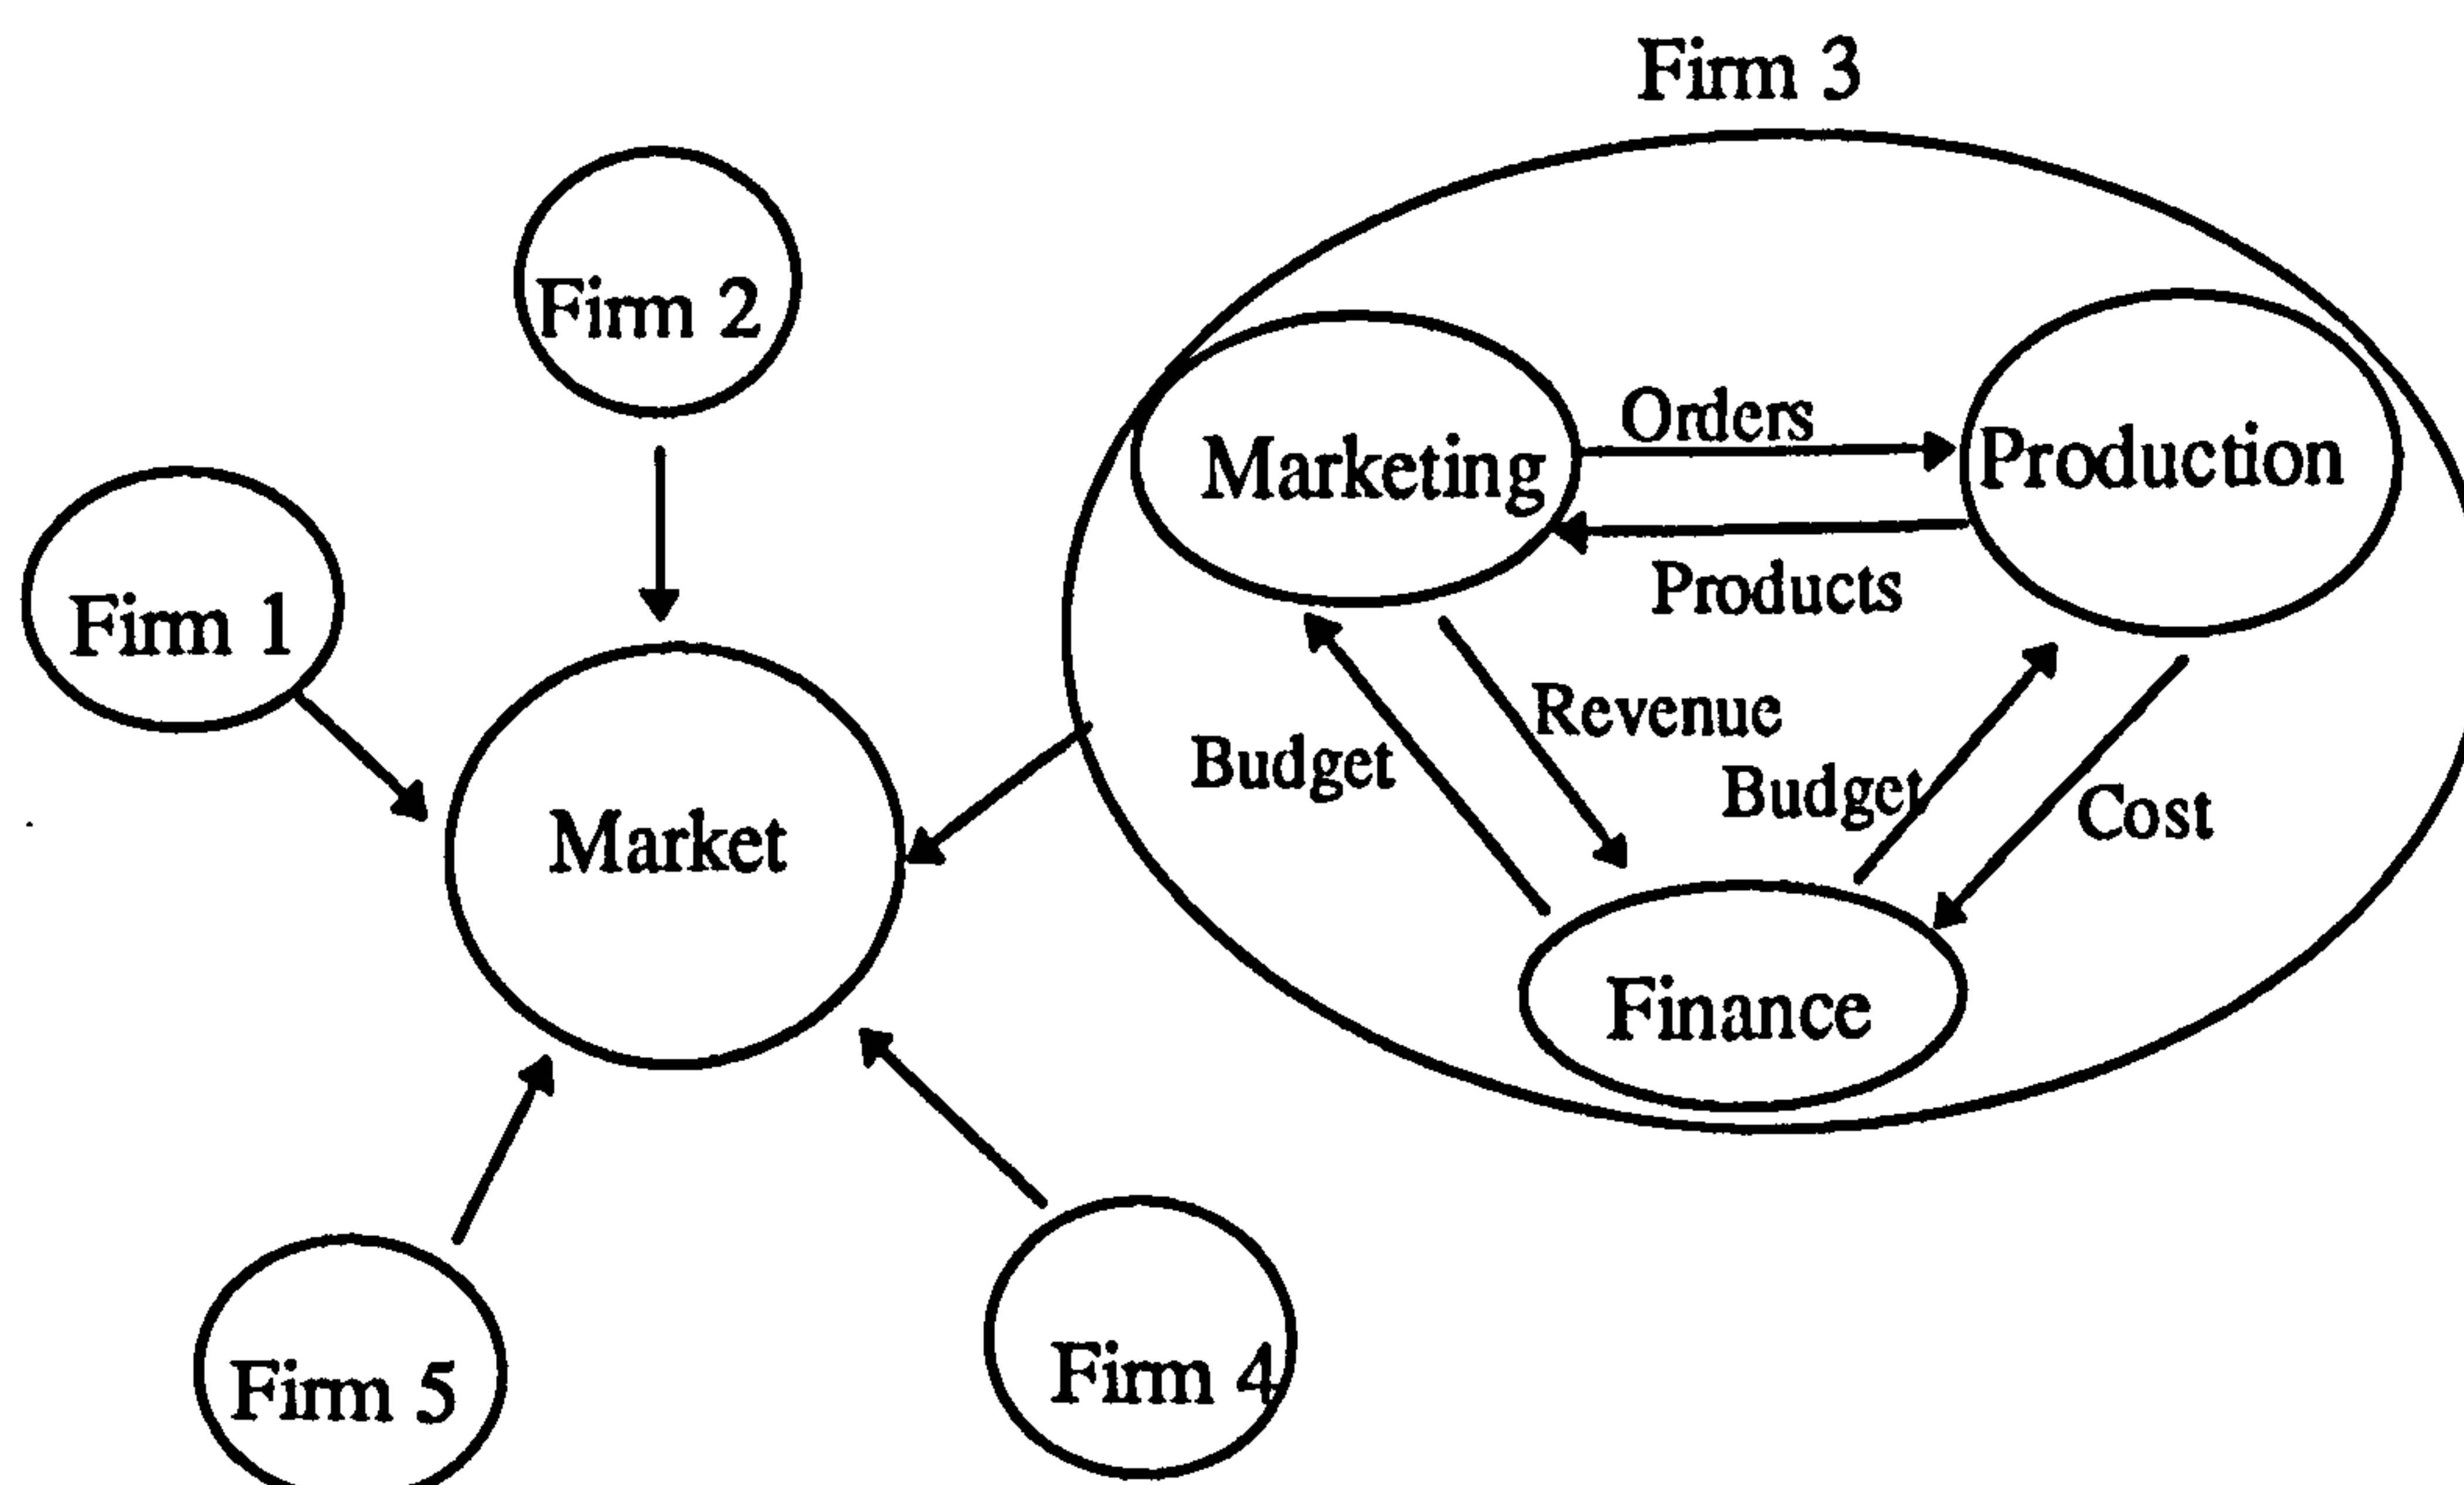 Firm 3
Firm 2
Orders
Marketing
Production
Products
Firm 1
Revenue
Budget
Budget
Cost
Market
Finance
Firm 4
Firm 5